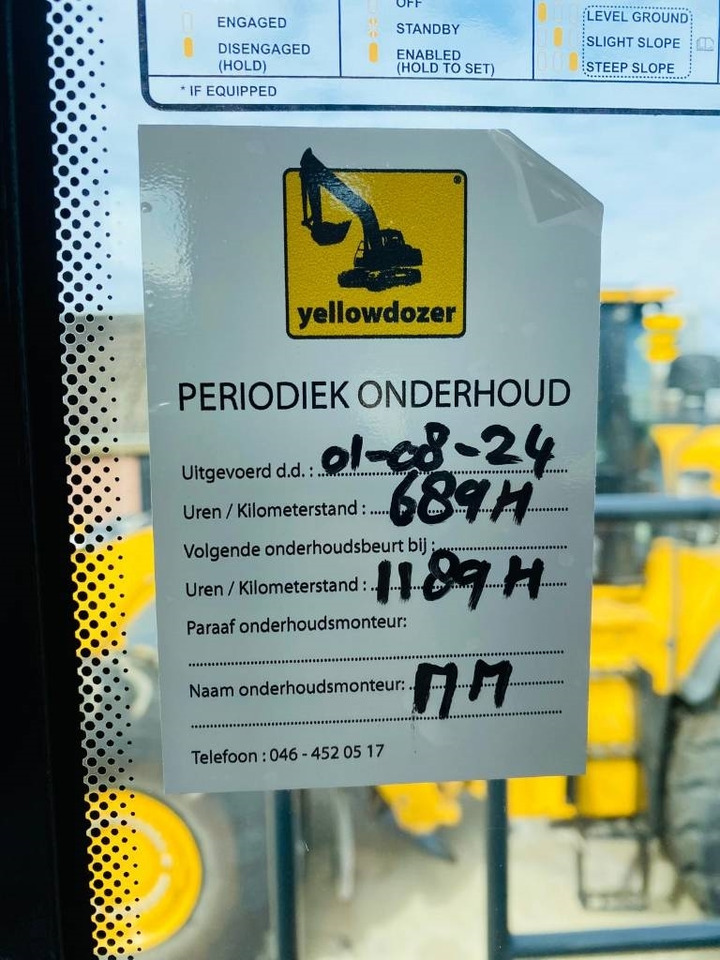 OFF
ENGAGED
STANDBY
LEVEL GROUND
DISENGAGED
(HOLD)
ENABLED
(HOLD TO SET)
SLIGHT SLOPE
STEEP SLOPE
* IF EQUIPPED
yellowdozer
PERIODIEK ONDERHOUD
Uitgevoerd d.d. : 01-08-24
Uren / Kilometerstand : 689 H
Volgende onderhoudsbeurt bij :
Uren / Kilometerstand : 1189 H
Paraaf onderhoudsmonteur:
Naam onderhoudsmonteur: MM
Telefoon : 046 - 452 05 17